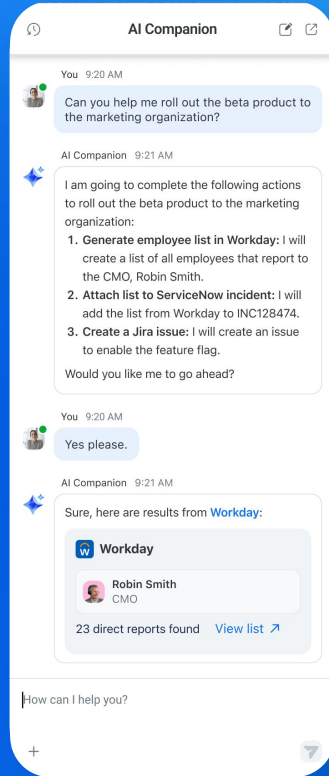 AI Companion
You 9:20 AM
Can you help me roll out the beta product to
the marketing organization?
AI Companion 9:21 AM
I am going to complete the following actions
to roll out the beta product to the marketing
organization:
1. Generate employee list in Workday: I will
create a list of all employees that report to
the CMO, Robin Smith.
2. Attach list to ServiceNow incident: I will
add the list from Workday to INC128474.
3. Create a Jira issue: I will create an issue
to enable the feature flag.
Would you like me to go ahead?
You 9:20 AM
Yes please.
AI Companion 9:21 AM
Sure, here are results from Workday:
Workday
Robin Smith
CMO
23 direct reports found View list
How can I help you?